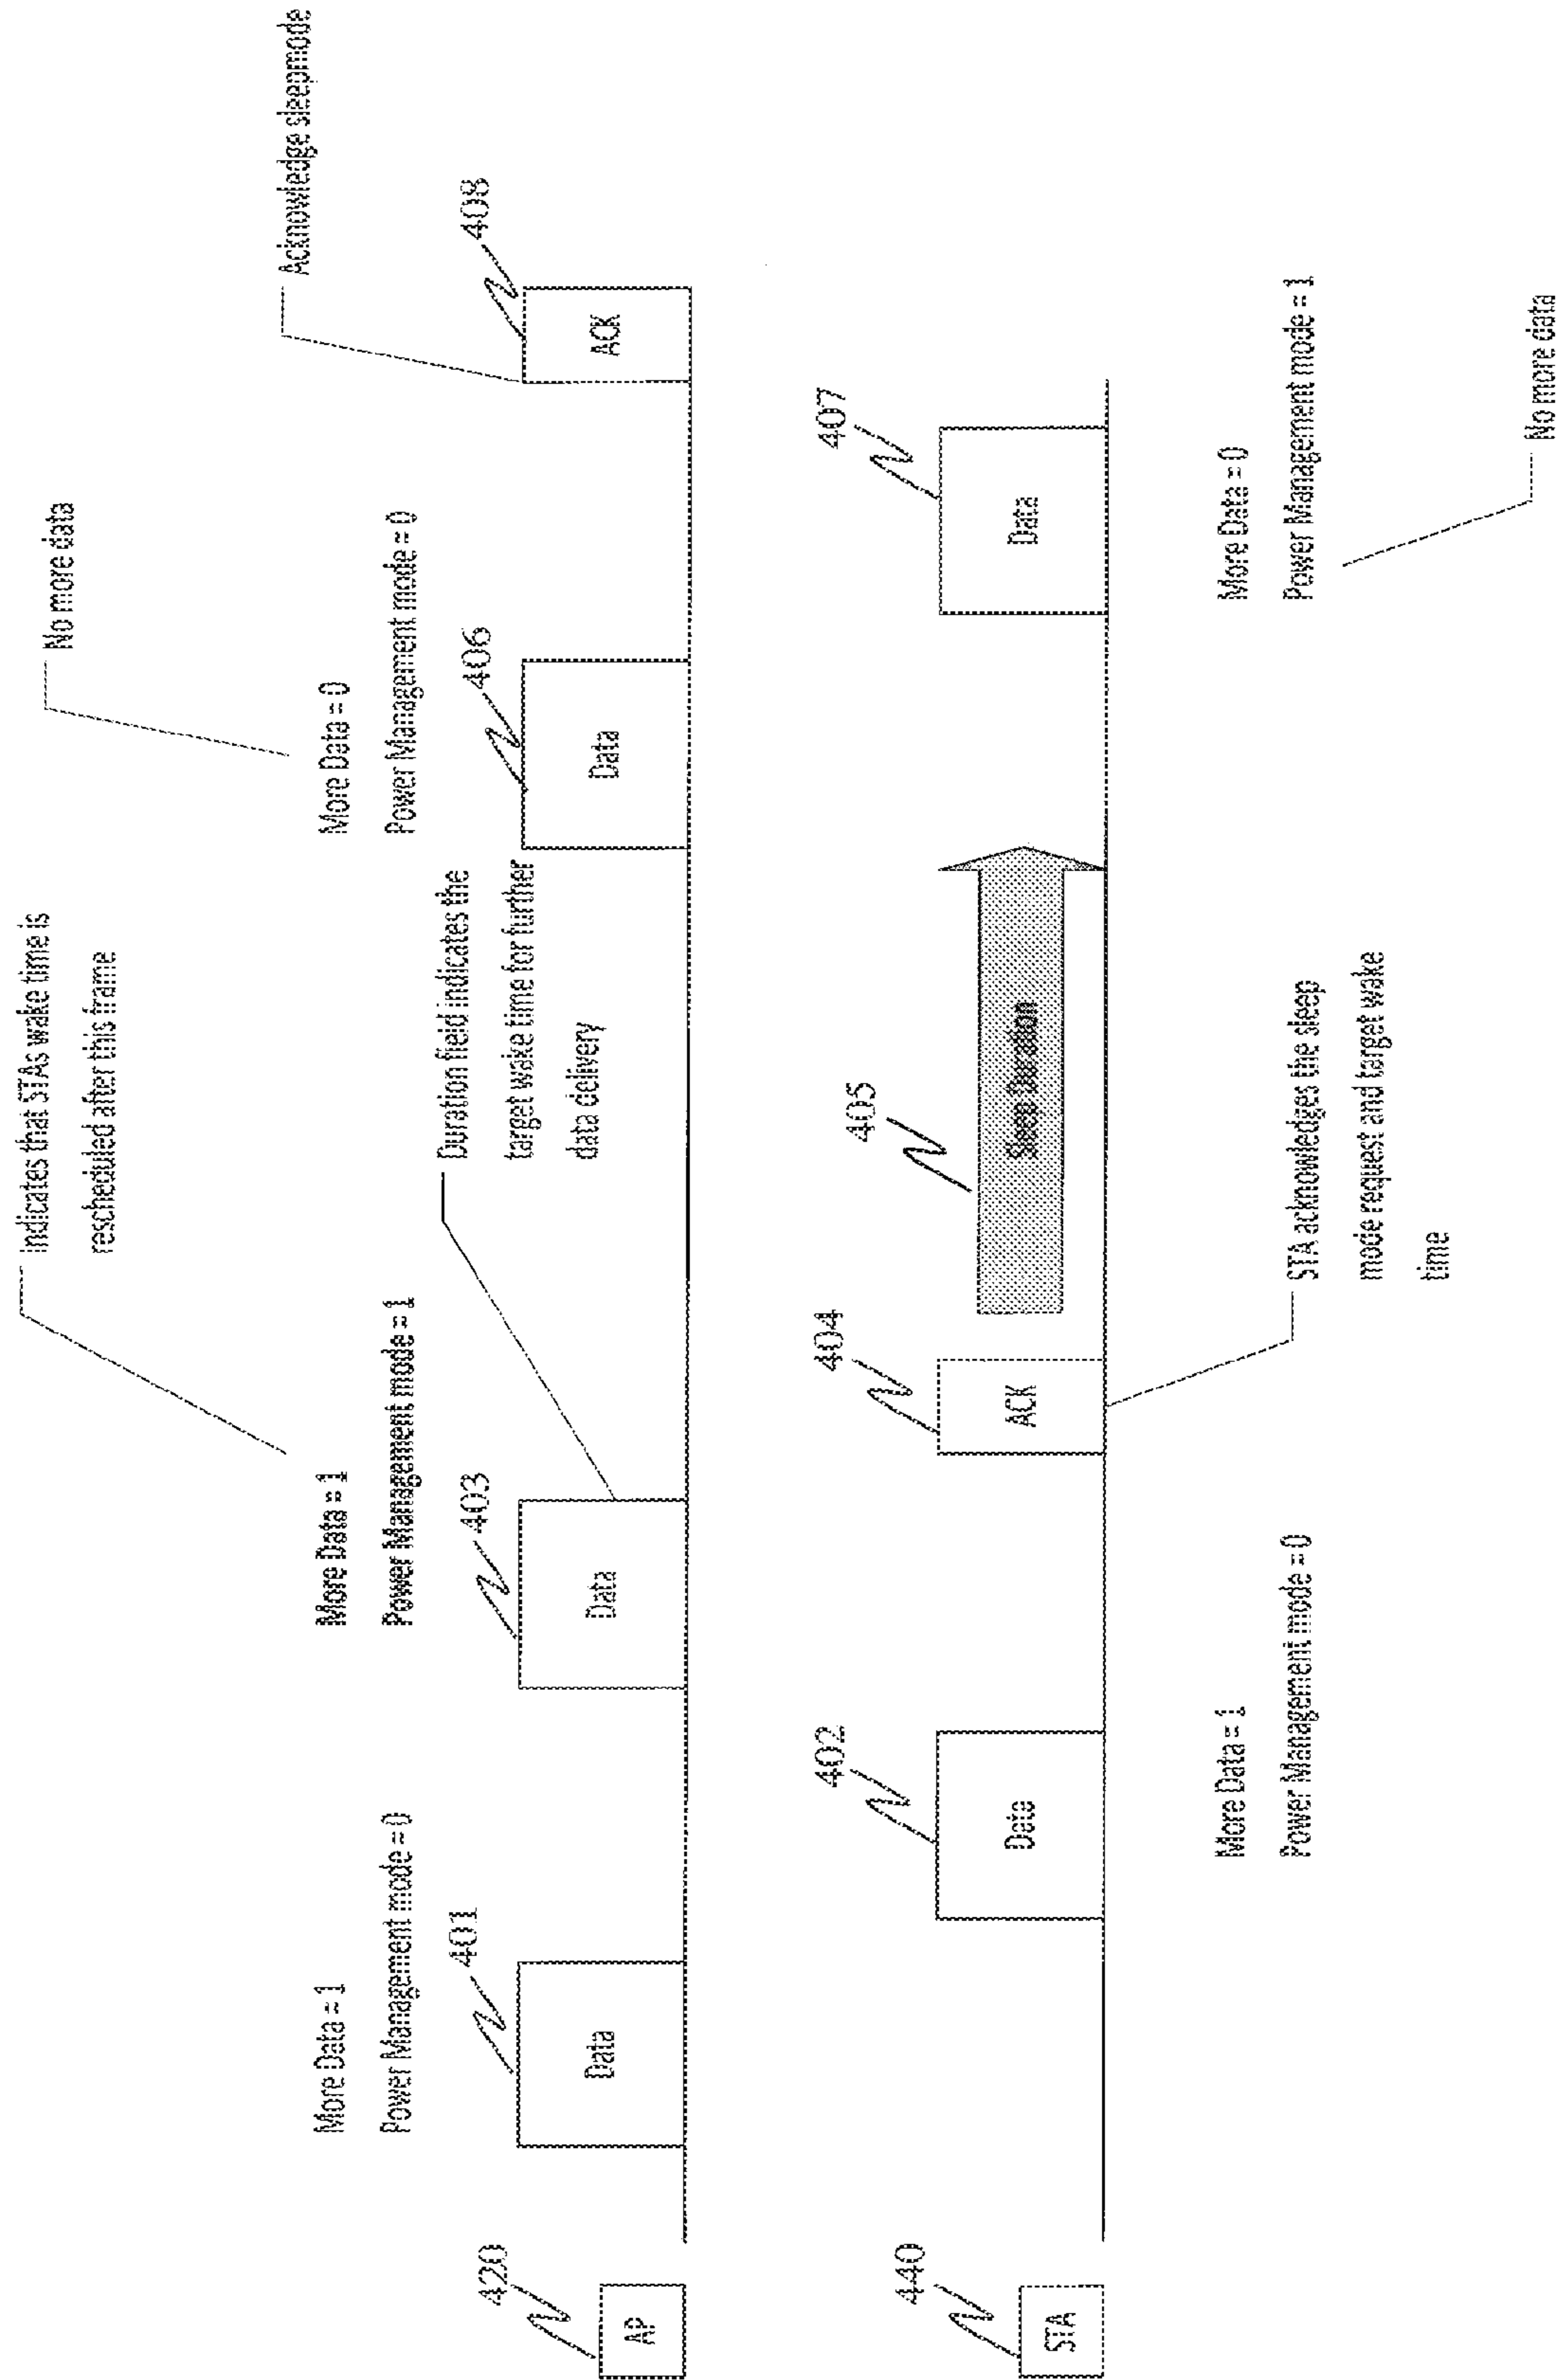 indicates that STAs wake time is
rescheduled after this frame
No more data
Acknowledge sleepmode
More Data = 1
Power Management mode = 0
More Data = 1
Power Management mode = 1
More Data = 0
Power Management mode = 0
Duration field indicates the
target wake time for further
data delivery
420
AP
401
Data
403
Data
406
Data
408
ACK
440
STA
402
Data
404
ACK
405
Sleep Duration
407
Data
More Data = 1
Power Management mode = 0
STA acknowledges the sleep
mode request and target wake
time
More Data = 0
Power Management mode = 1
No more data